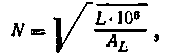 N = √(L · 10⁶ / A_L) ,